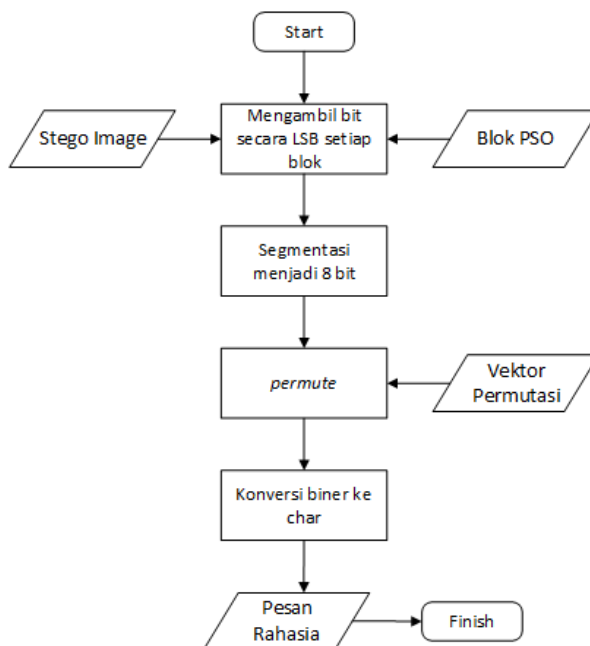 Start
Stego Image
Mengambil bit
secara LSB setiap
blok
Blok PSO
Segmentasi
menjadi 8 bit
permute
Vektor
Permutasi
Konversi biner ke
char
Pesan
Rahasia
Finish